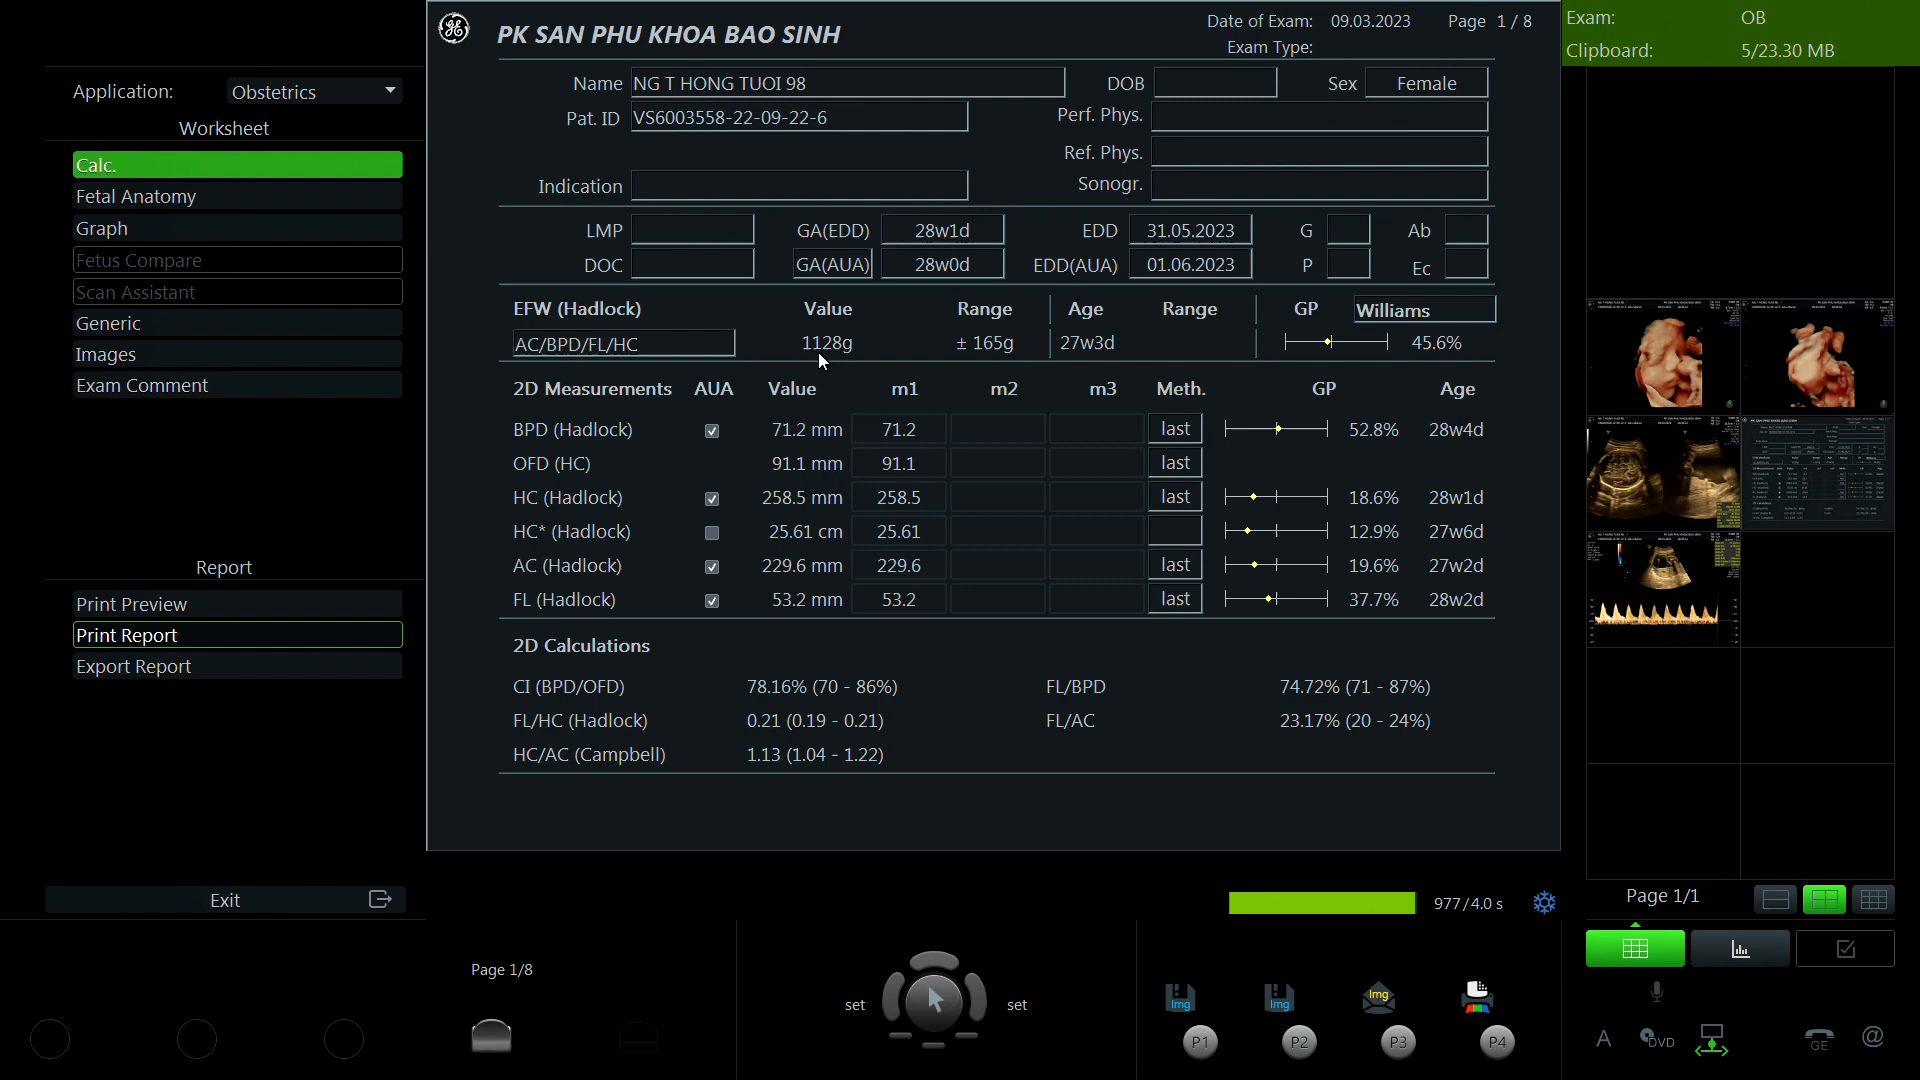 Application: Obstetrics
Worksheet
Calc.
Fetal Anatomy
Graph
Fetus Compare
Scan Assistant
Generic
Images
Exam Comment
Report
Print Preview
Print Report
Export Report
Exit
PK SAN PHU KHOA BAO SINH
Date of Exam: 09.03.2023 Page 1 / 8
Exam Type:
Name NG T HONG TUOI 98 DOB Sex Female
Pat. ID VS6003558-22-09-22-6 Perf. Phys.
Ref. Phys.
Indication Sonogr.
LMP GA(EDD) 28w1d EDD 31.05.2023 G Ab
DOC GA(AUA) 28w0d EDD(AUA) 01.06.2023 P Ec
EFW (Hadlock) Value Range Age Range GP Williams
AC/BPD/FL/HC 1128g ± 165g 27w3d 45.6%
2D Measurements AUA Value m1 m2 m3 Meth. GP Age
BPD (Hadlock) 71.2 mm 71.2 last 52.8% 28w4d
OFD (HC) 91.1 mm 91.1 last
HC (Hadlock) 258.5 mm 258.5 last 18.6% 28w1d
HC* (Hadlock) 25.61 cm 25.61 12.9% 27w6d
AC (Hadlock) 229.6 mm 229.6 last 19.6% 27w2d
FL (Hadlock) 53.2 mm 53.2 last 37.7% 28w2d
2D Calculations
CI (BPD/OFD) 78.16% (70 - 86%) FL/BPD 74.72% (71 - 87%)
FL/HC (Hadlock) 0.21 (0.19 - 0.21) FL/AC 23.17% (20 - 24%)
HC/AC (Campbell) 1.13 (1.04 - 1.22)
977/4.0 s
Page 1/8
set set
Img Img Img
P1 P2 P3 P4
Exam: OB
Clipboard: 5/23.30 MB
Page 1/1
A DVD GE @